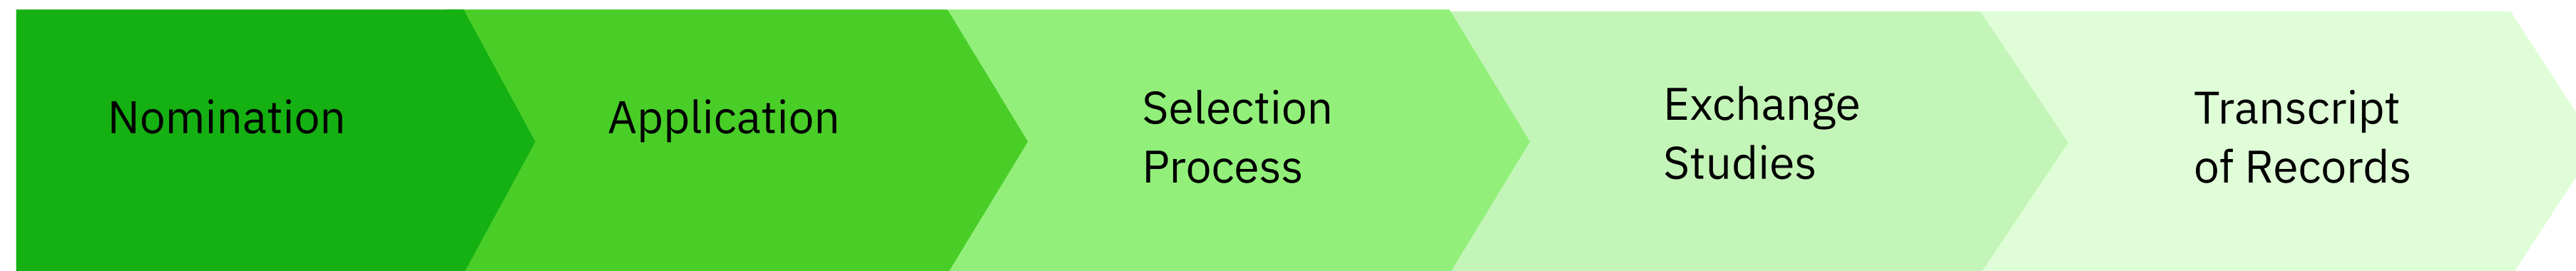 Nomination
Application
Selection
Process
Exchange
Studies
Transcript
of Records